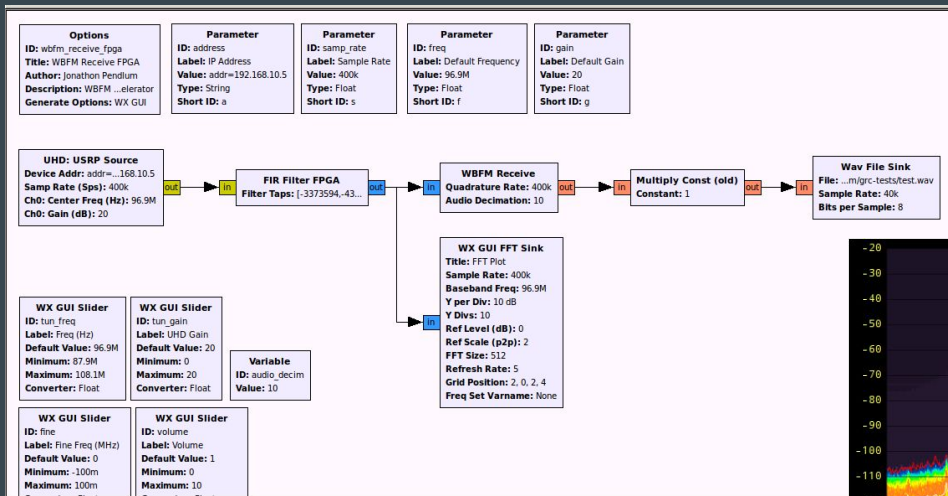 Options
ID: wbfm_receive_fpga
Title: WBFM Receive FPGA
Author: Jonathon Pendlum
Description: WBFM ...elerator
Generate Options: WX GUI
Parameter
ID: address
Label: IP Address
Value: addr=192.168.10.5
Type: String
Short ID: a
Parameter
ID: samp_rate
Label: Sample Rate
Value: 400k
Type: Float
Short ID: s
Parameter
ID: freq
Label: Default Frequency
Value: 96.9M
Type: Float
Short ID: f
Parameter
ID: gain
Label: Default Gain
Value: 20
Type: Float
Short ID: g
UHD: USRP Source
Device Addr: addr=...168.10.5
Samp Rate (Sps): 400k
Ch0: Center Freq (Hz): 96.9M
Ch0: Gain (dB): 20
out
in
FIR Filter FPGA
Filter Taps: [-3373594,-43...
out
in
WBFM Receive
Quadrature Rate: 400k
Audio Decimation: 10
out
in
Multiply Const (old)
Constant: 1
out
in
Wav File Sink
File: ...m/grc-tests/test.wav
Sample Rate: 40k
Bits per Sample: 8
in
WX GUI FFT Sink
Title: FFT Plot
Sample Rate: 400k
Baseband Freq: 96.9M
Y per Div: 10 dB
Y Divs: 10
Ref Level (dB): 0
Ref Scale (p2p): 2
FFT Size: 512
Refresh Rate: 5
Grid Position: 2, 0, 2, 4
Freq Set Varname: None
WX GUI Slider
ID: tun_freq
Label: Freq (Hz)
Default Value: 96.9M
Minimum: 87.9M
Maximum: 108.1M
Converter: Float
WX GUI Slider
ID: tun_gain
Label: UHD Gain
Default Value: 20
Minimum: 0
Maximum: 20
Converter: Float
Variable
ID: audio_decim
Value: 10
WX GUI Slider
ID: fine
Label: Fine Freq (MHz)
Default Value: 0
Minimum: -100m
Maximum: 100m
WX GUI Slider
ID: volume
Label: Volume
Default Value: 1
Minimum: 0
Maximum: 10
-20
-30
-40
-50
-60
-70
-80
-90
-100
-110